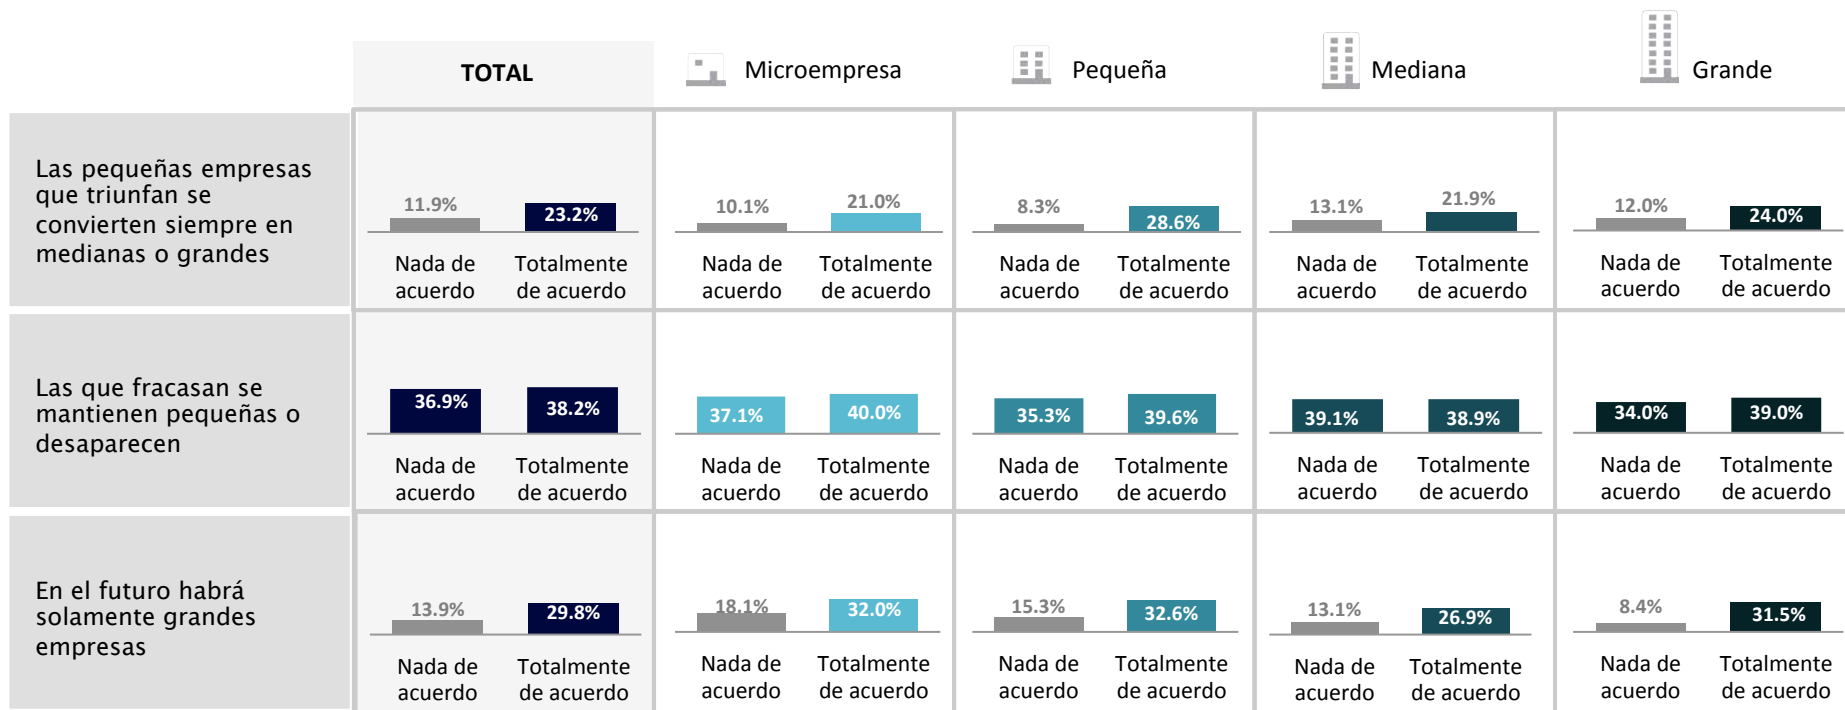 TOTAL
Microempresa
Pequeña
Mediana
Grande
Las pequeñas empresas
que triunfan se
convierten siempre en
medianas o grandes
11.9%
23.2%
Nada de
acuerdo
Totalmente
de acuerdo
10.1%
21.0%
Nada de
acuerdo
Totalmente
de acuerdo
8.3%
28.6%
Nada de
acuerdo
Totalmente
de acuerdo
13.1%
21.9%
Nada de
acuerdo
Totalmente
de acuerdo
12.0%
24.0%
Nada de
acuerdo
Totalmente
de acuerdo
Las que fracasan se
mantienen pequeñas o
desaparecen
36.9%
38.2%
Nada de
acuerdo
Totalmente
de acuerdo
37.1%
40.0%
Nada de
acuerdo
Totalmente
de acuerdo
35.3%
39.6%
Nada de
acuerdo
Totalmente
de acuerdo
39.1%
38.9%
Nada de
acuerdo
Totalmente
de acuerdo
34.0%
39.0%
Nada de
acuerdo
Totalmente
de acuerdo
En el futuro habrá
solamente grandes
empresas
13.9%
29.8%
Nada de
acuerdo
Totalmente
de acuerdo
18.1%
32.0%
Nada de
acuerdo
Totalmente
de acuerdo
15.3%
32.6%
Nada de
acuerdo
Totalmente
de acuerdo
13.1%
26.9%
Nada de
acuerdo
Totalmente
de acuerdo
8.4%
31.5%
Nada de
acuerdo
Totalmente
de acuerdo